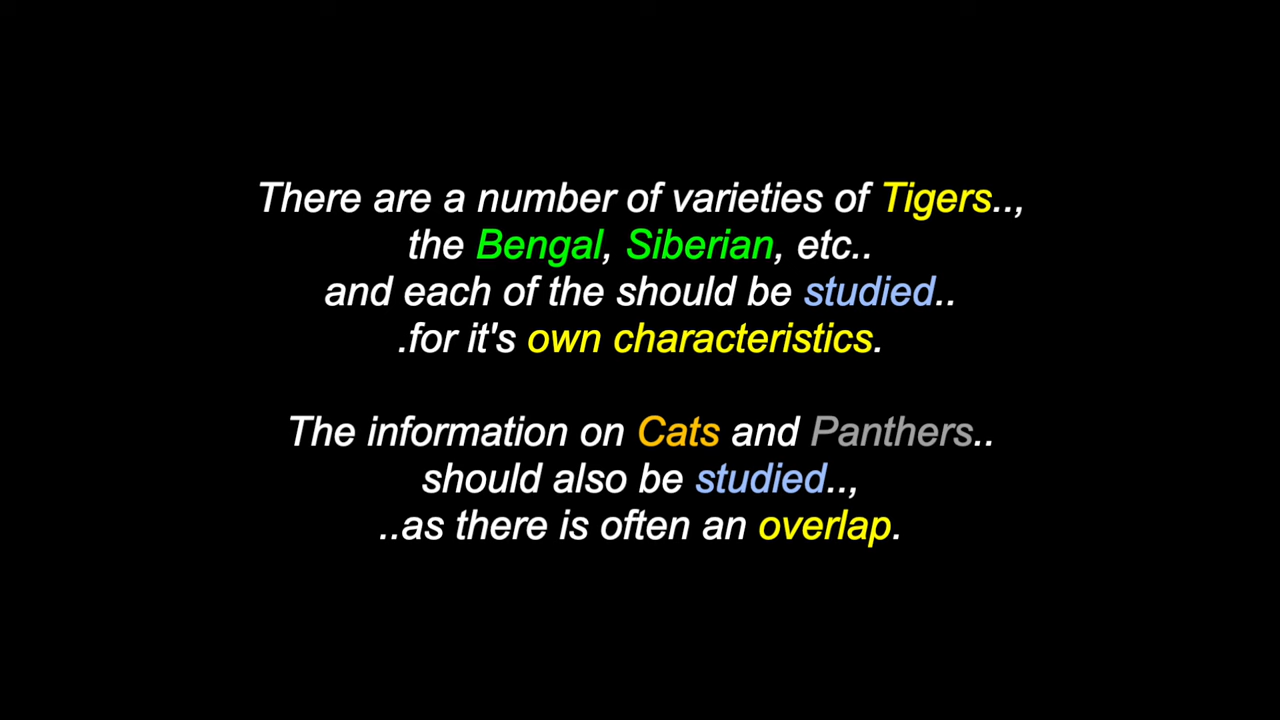 There are a number of varieties of Tigers..,
the Bengal, Siberian, etc..
and each of the should be studied..
.for it's own characteristics.
The information on Cats and Panthers..
should also be studied..,
..as there is often an overlap.